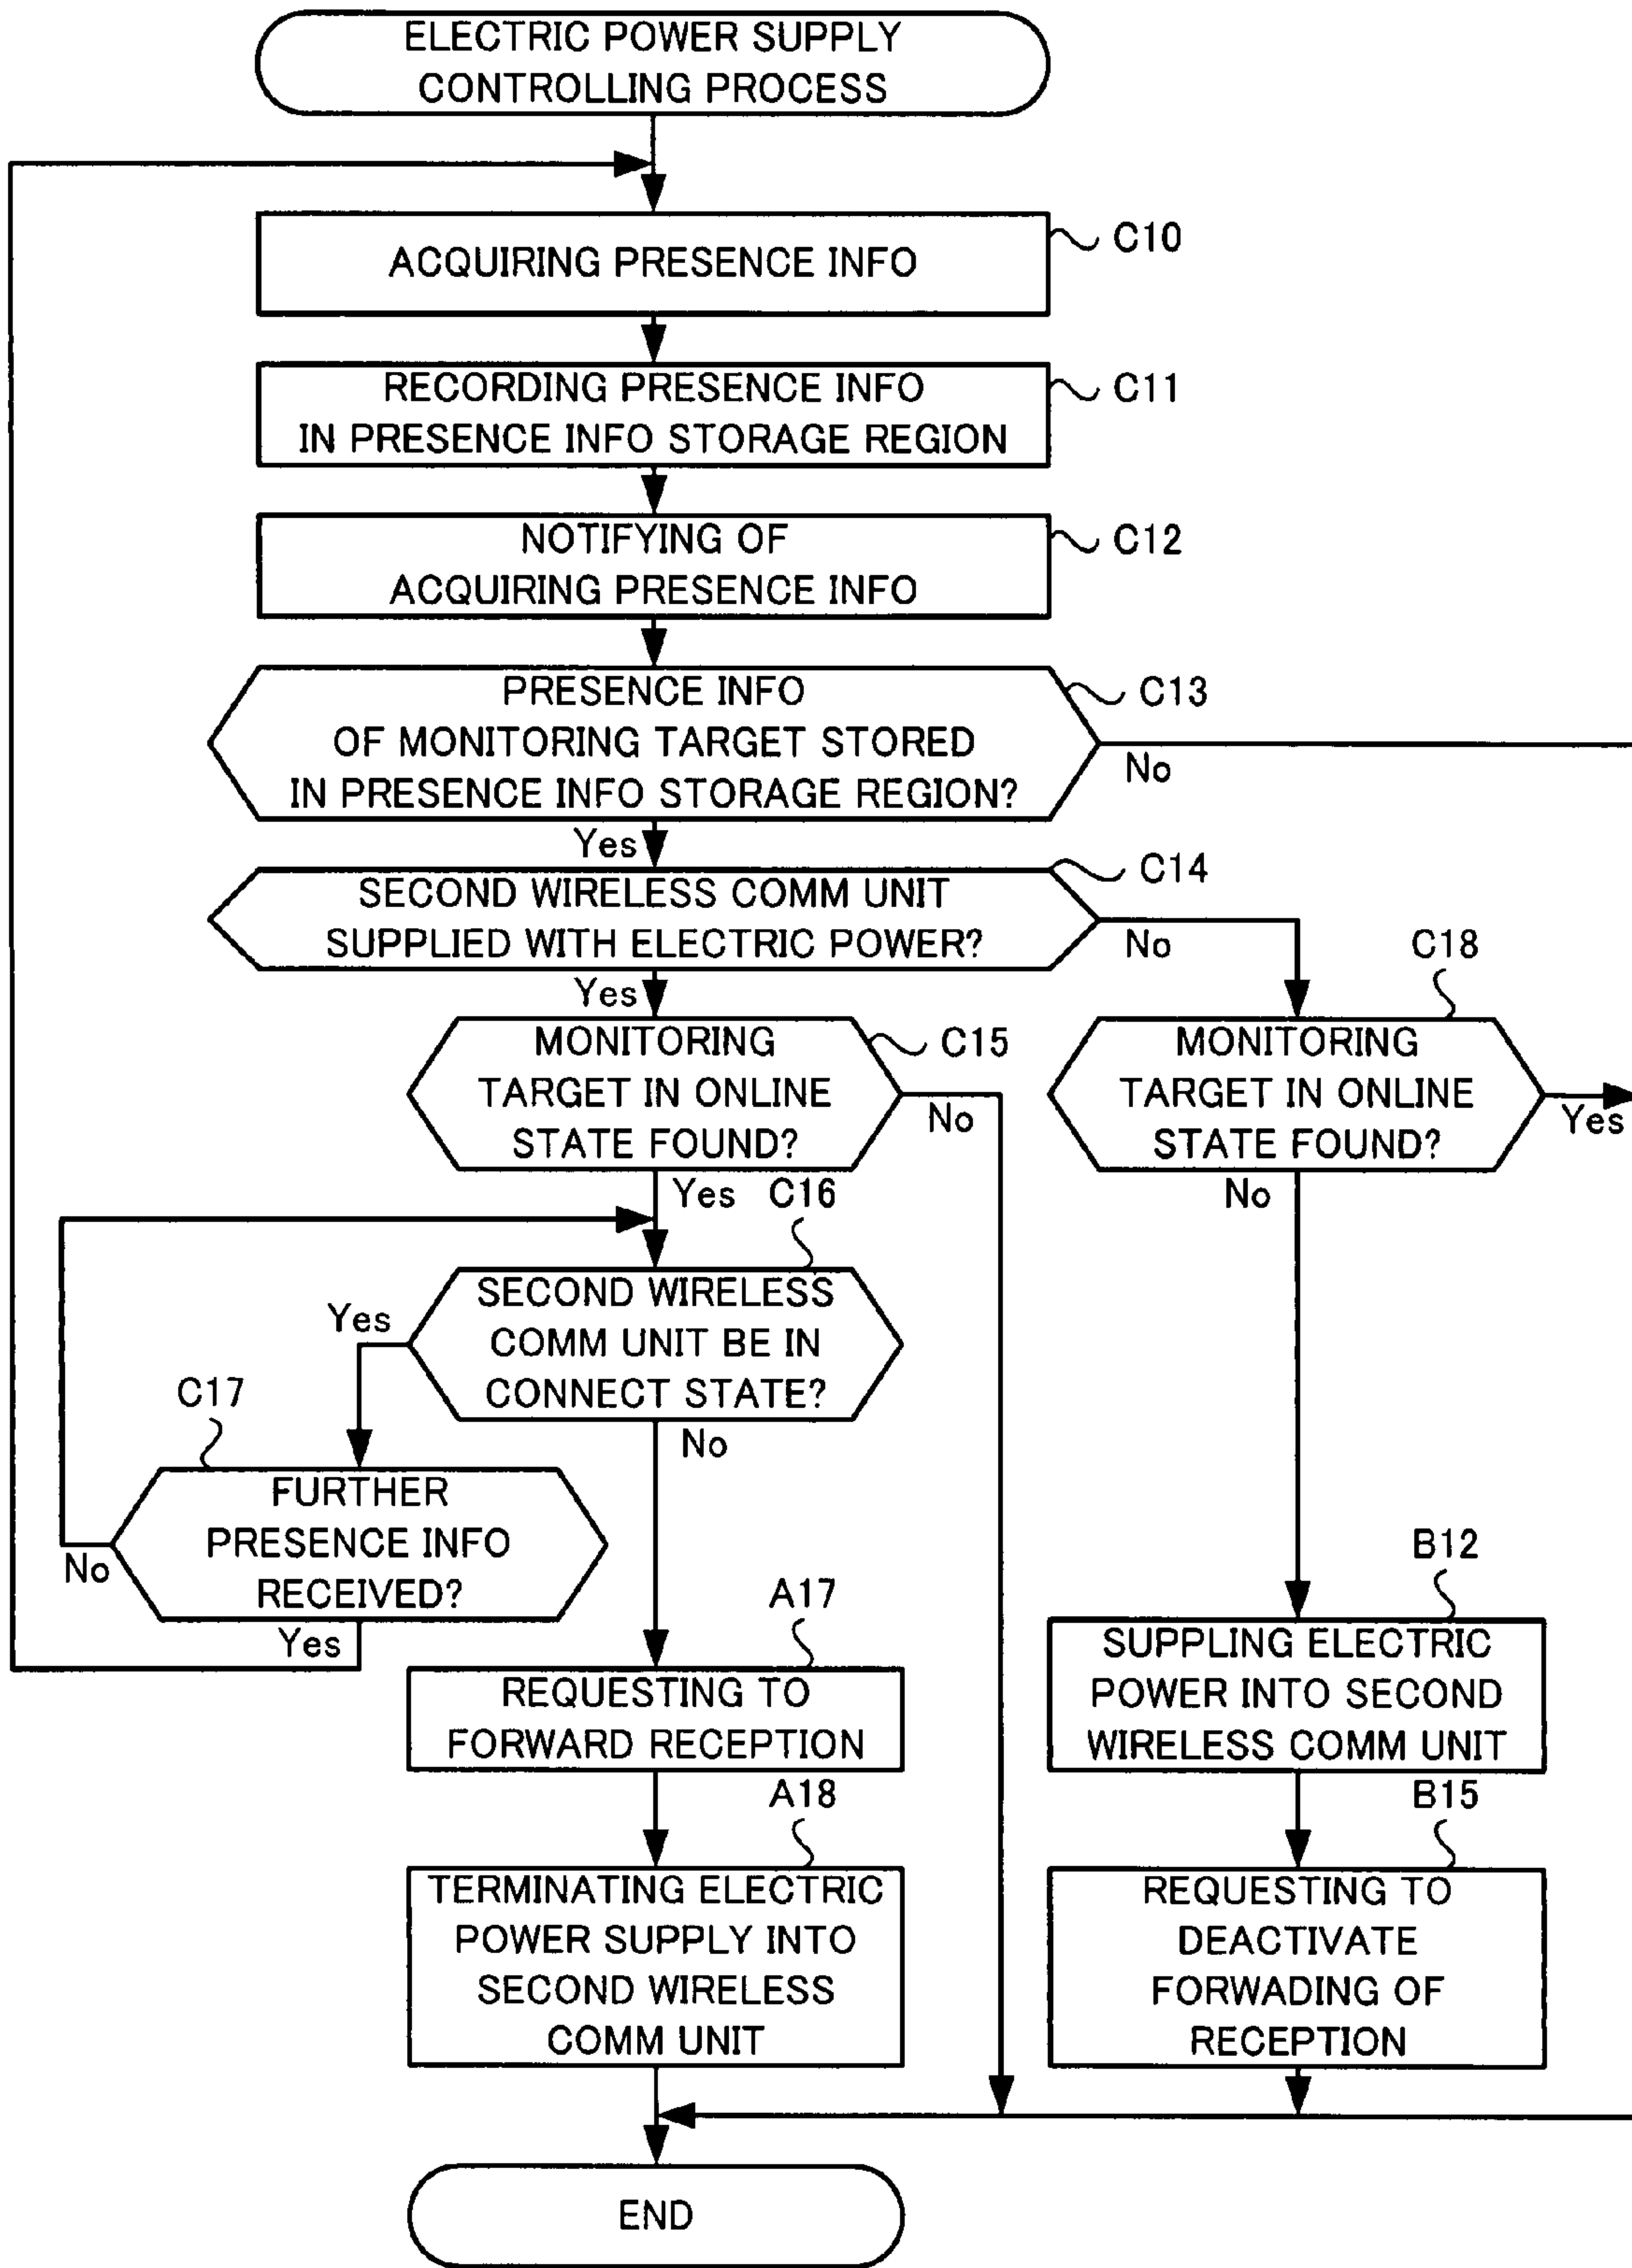 ELECTRIC POWER SUPPLY
CONTROLLING PROCESS
ACQUIRING PRESENCE INFO
C10
RECORDING PRESENCE INFO
IN PRESENCE INFO STORAGE REGION
C11
NOTIFYING OF
ACQUIRING PRESENCE INFO
C12
PRESENCE INFO
OF MONITORING TARGET STORED
IN PRESENCE INFO STORAGE REGION?
C13
No
Yes
SECOND WIRELESS COMM UNIT
SUPPLIED WITH ELECTRIC POWER?
C14
No
Yes
C18
MONITORING
TARGET IN ONLINE
STATE FOUND?
C15
No
MONITORING
TARGET IN ONLINE
STATE FOUND?
Yes
No
Yes
C16
SECOND WIRELESS
COMM UNIT BE IN
CONNECT STATE?
Yes
No
C17
FURTHER
PRESENCE INFO
RECEIVED?
No
Yes
A17
REQUESTING TO
FORWARD RECEPTION
B12
SUPPLING ELECTRIC
POWER INTO SECOND
WIRELESS COMM UNIT
A18
TERMINATING ELECTRIC
POWER SUPPLY INTO
SECOND WIRELESS
COMM UNIT
B15
REQUESTING TO
DEACTIVATE
FORWADING OF
RECEPTION
END